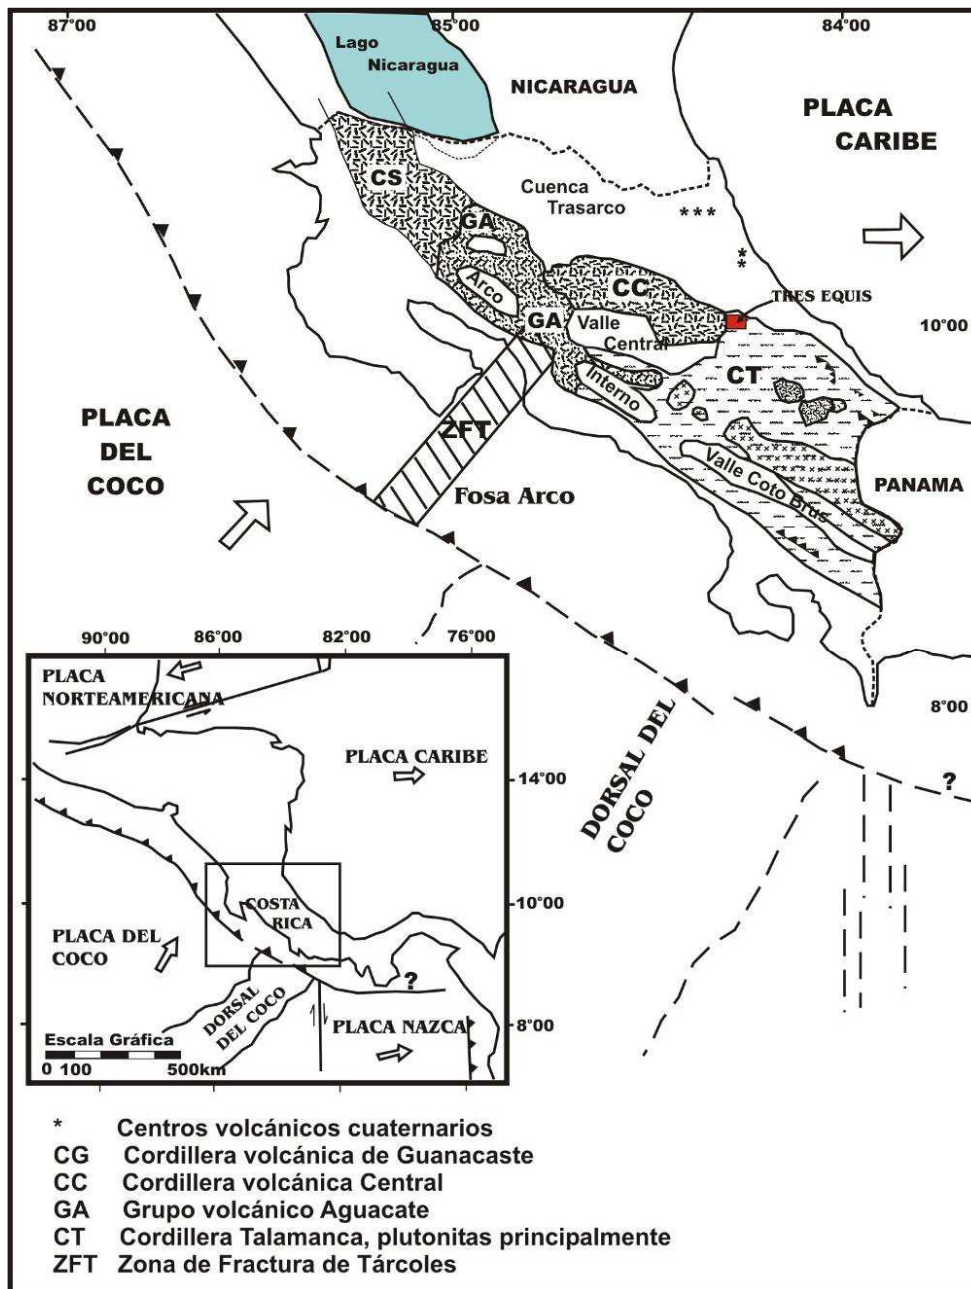 87°00
85°00
84°00
Lago
Nicaragua
NICARAGUA
PLACA
CARIBE
CS
Cuenca
Trasarco
***
*
*
GA
Arco
CC
GA
Valle
Central
TRES EQUIS
10°00
Interno
CT
PLACA
DEL
COCO
ZFT
Fosa Arco
Valle Coto Brus
PANAMA
8°00
?
DORSAL DEL
COCO
90°00
86°00
82°00
76°00
PLACA
NORTEAMERICANA
PLACA CARIBE
14°00
COSTA
RICA
10°00
PLACA DEL
COCO
?
DORSAL
DEL COCO
PLACA NAZCA
8°00
Escala Gráfica
0 100 500km
* Centros volcánicos cuaternarios
CG Cordillera volcánica de Guanacaste
CC Cordillera volcánica Central
GA Grupo volcánico Aguacate
CT Cordillera Talamanca, plutonitas principalmente
ZFT Zona de Fractura de Tárcoles